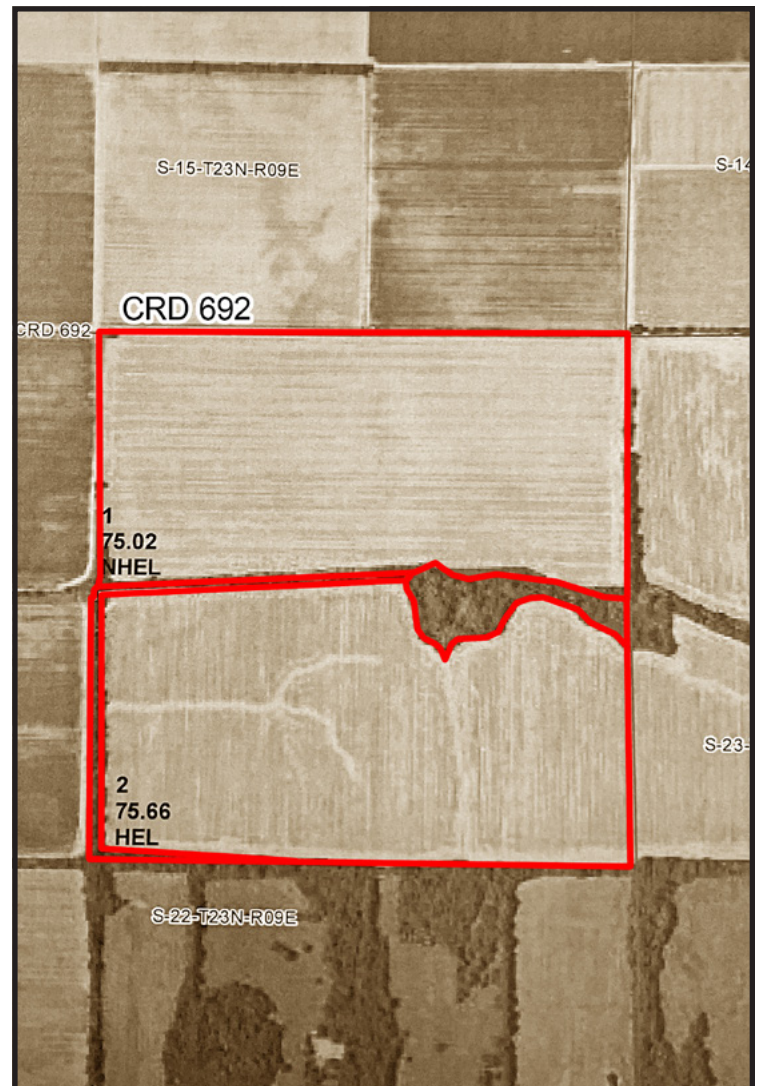 S-15-T23N-R09E
S-14
CRD 692
CRD 692
1
75.02
NHEL
S-23-
2
75.66
HEL
S-22-T23N-R09E